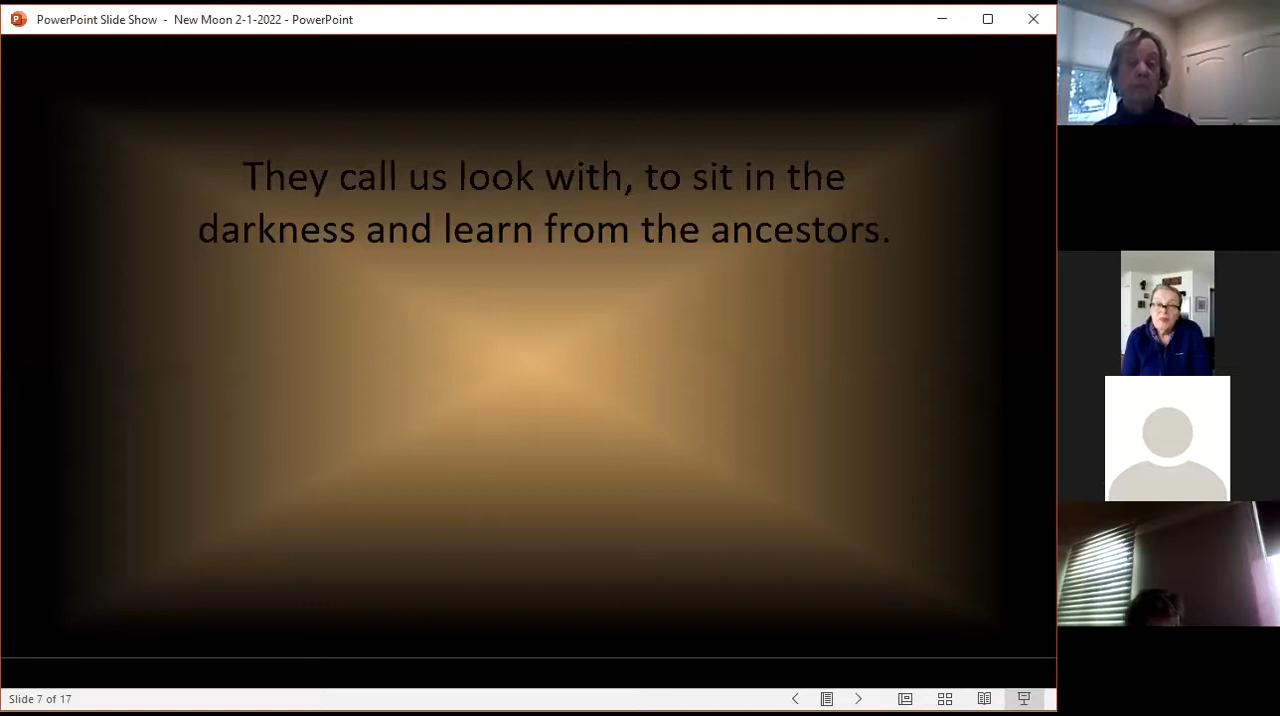 PowerPoint Slide Show - New Moon 2-1-2022 - PowerPoint
They call us look with, to sit in the
darkness and learn from the ancestors.
Slide 7 of 17